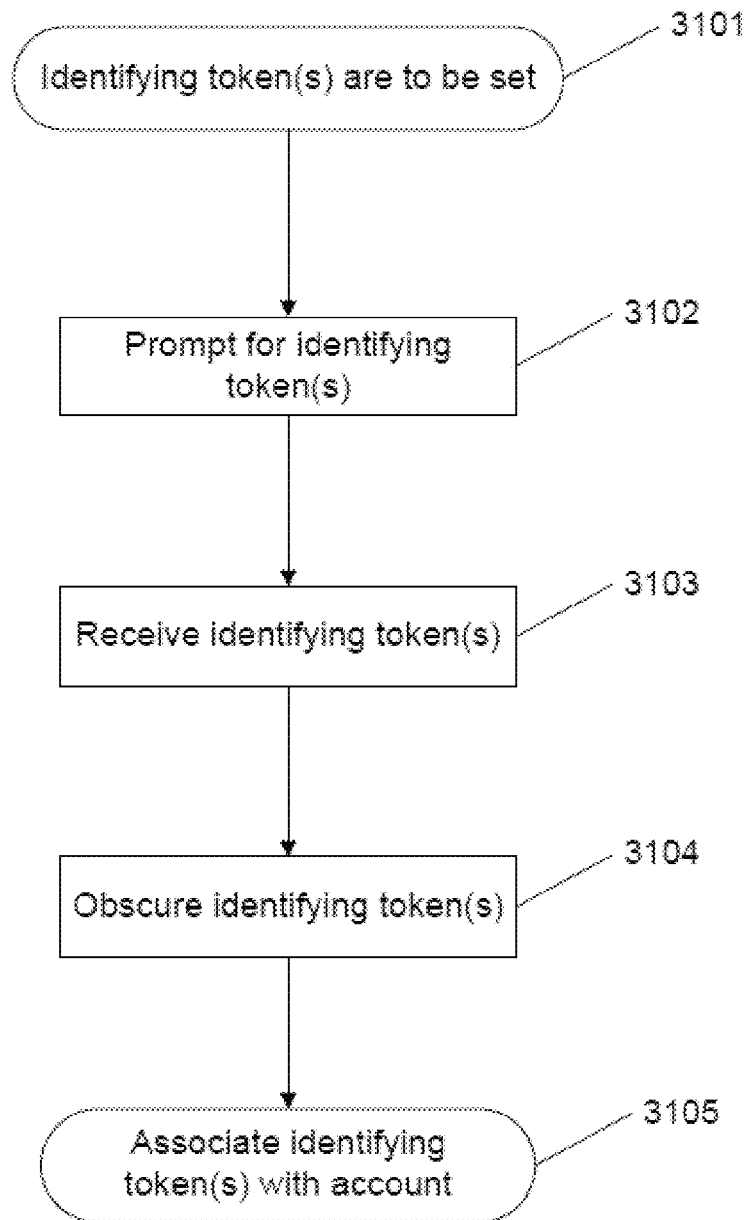 3101
Identifying token(s) are to be set
3102
Prompt for identifying
token(s)
3103
Receive identifying token(s)
3104
Obscure identifying token(s)
3105
Associate identifying
token(s) with account